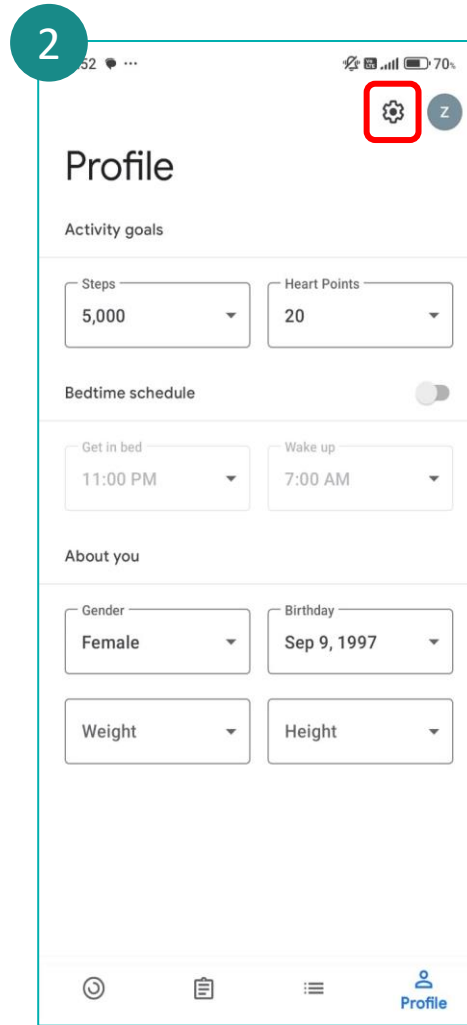 2
52 ... 70%
Z
Profile
Activity goals
Steps Heart Points
5,000 20
Bedtime schedule
Get in bed Wake up
11:00 PM 7:00 AM
About you
Gender Birthday
Female Sep 9, 1997
Weight Height
Profile